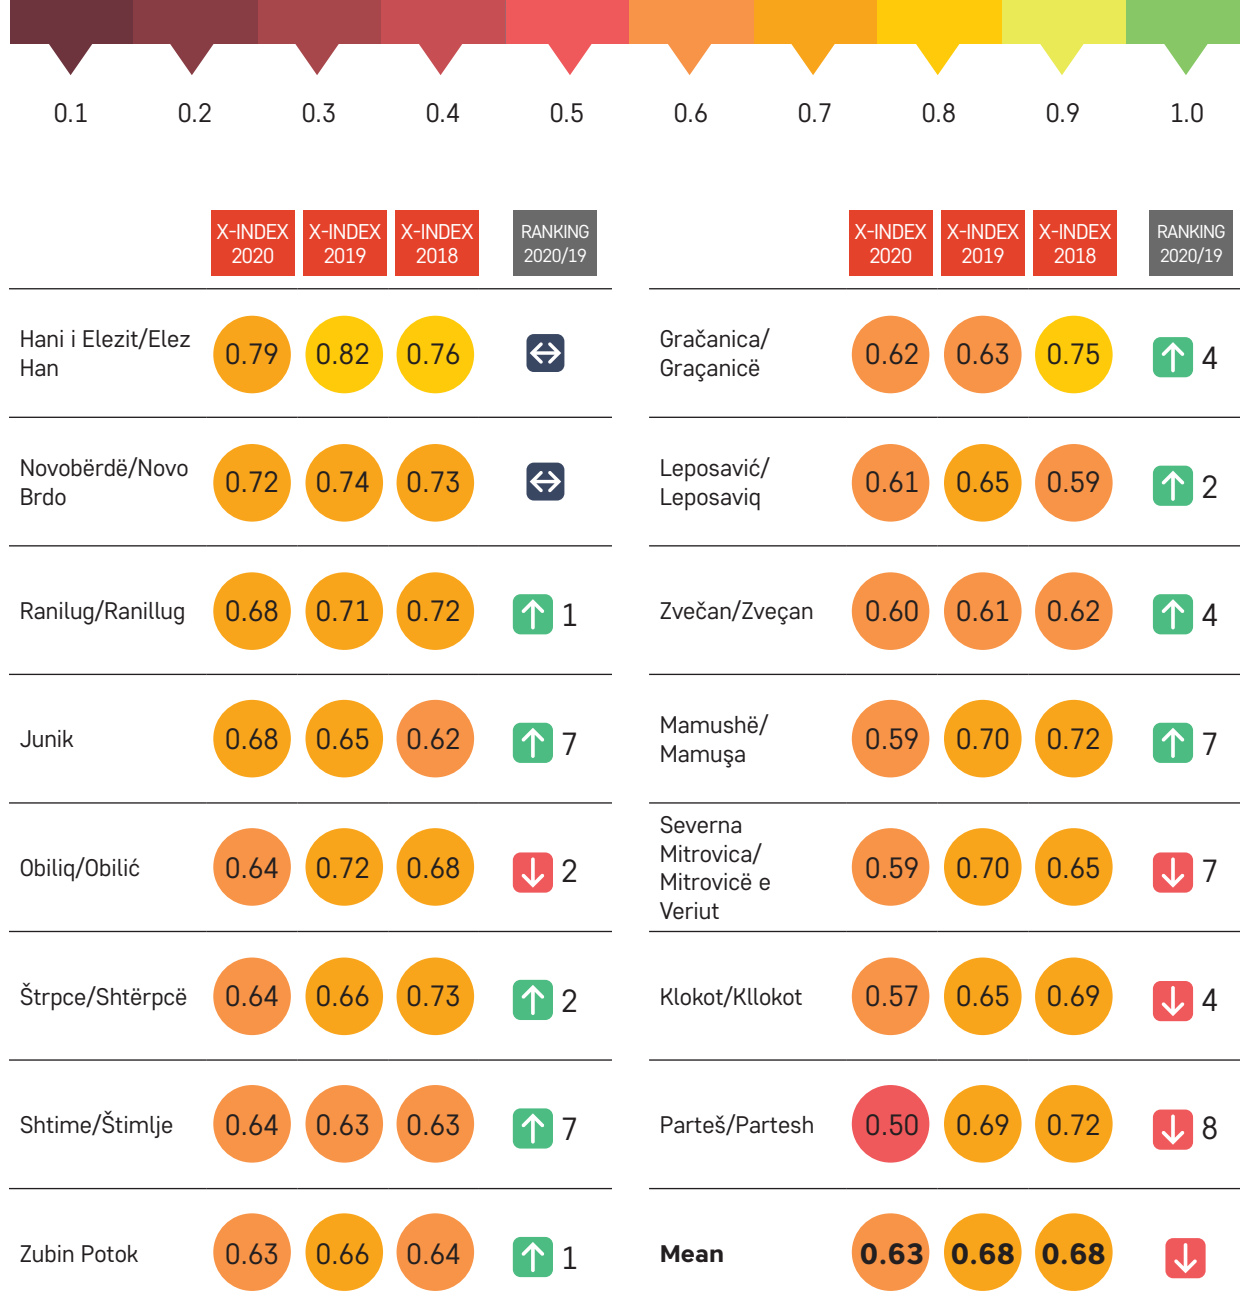 0.1 0.2 0.3 0.4 0.5 0.6 0.7 0.8 0.9 1.0
X-INDEX X-INDEX X-INDEX RANKING
2020 2019 2018 2020/19
Hani i Elezit/Elez
Han
0.79 0.82 0.76
Novobërdë/Novo
Brdo
0.72 0.74 0.73
Ranilug/Ranillug 0.68 0.71 0.72 1
Junik 0.68 0.65 0.62 7
Obiliq/Obilić 0.64 0.72 0.68 2
Štrpce/Shtërpcë 0.64 0.66 0.73 2
Shtime/Štimlje 0.64 0.63 0.63 7
Zubin Potok 0.63 0.66 0.64 1
X-INDEX X-INDEX X-INDEX RANKING
2020 2019 2018 2020/19
Gračanica/
Graçanicë
0.62 0.63 0.75 4
Leposavić/
Leposaviq
0.61 0.65 0.59 2
Zvečan/Zveçan 0.60 0.61 0.62 4
Mamushë/
Mamuşa
0.59 0.70 0.72 7
Severna
Mitrovica/
Mitrovicë e
Veriut
0.59 0.70 0.65 7
Klokot/Kllokot 0.57 0.65 0.69 4
Parteš/Partesh 0.50 0.69 0.72 8
Mean 0.63 0.68 0.68